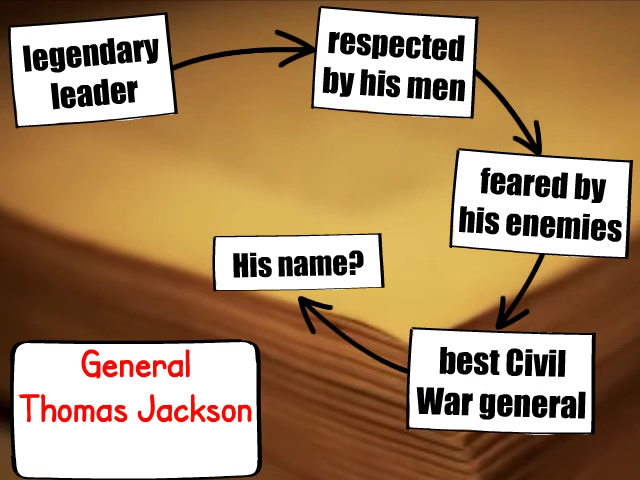 legendary
leader
respected
by his men
feared by
his enemies
best Civil
War general
His name?
General
Thomas Jackson